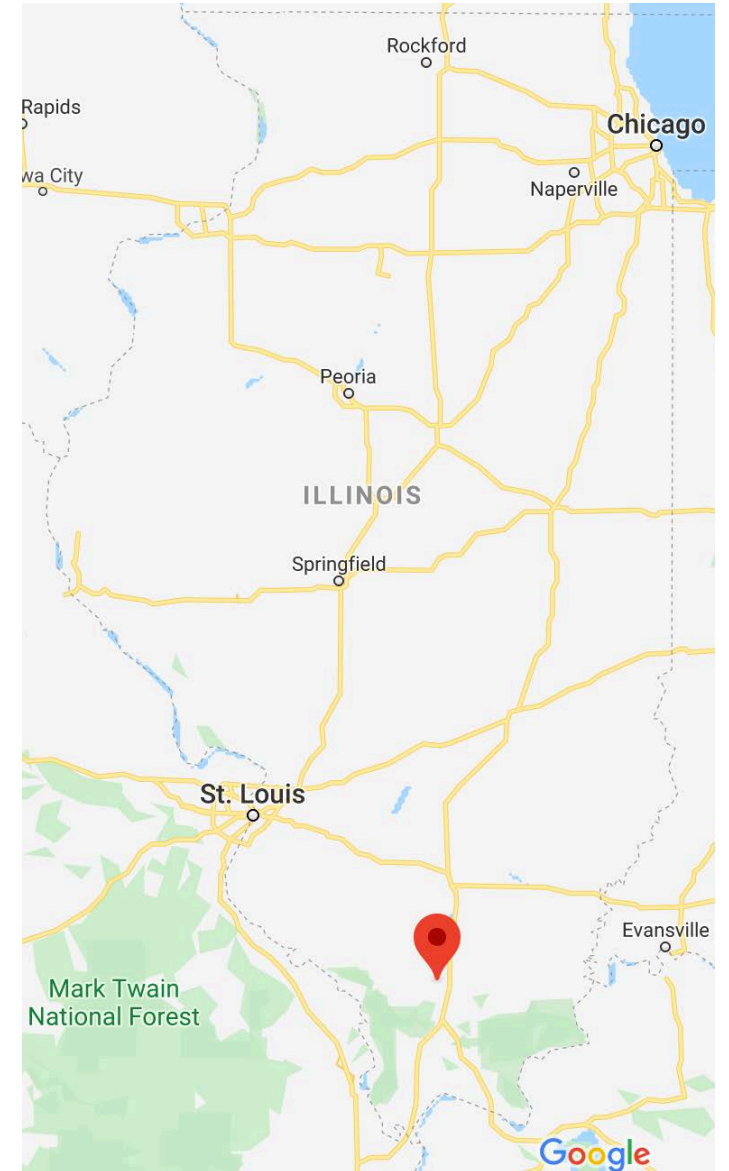 Rockford
Rapids
Chicago
wa City
Naperville
Peoria
ILLINOIS
Springfield
St. Louis
Evansville
Mark Twain
National Forest
Google